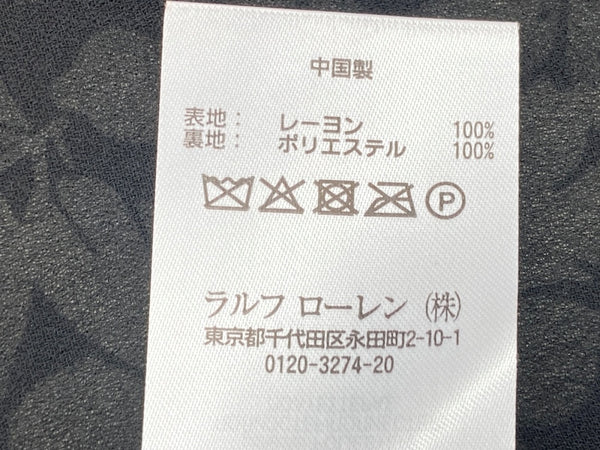 中国製
表地： レーヨン 100%
裏地： ポリエステル 100%
P
ラルフ ローレン（株）
東京都千代田区永田町2-10-1
0120-3274-20